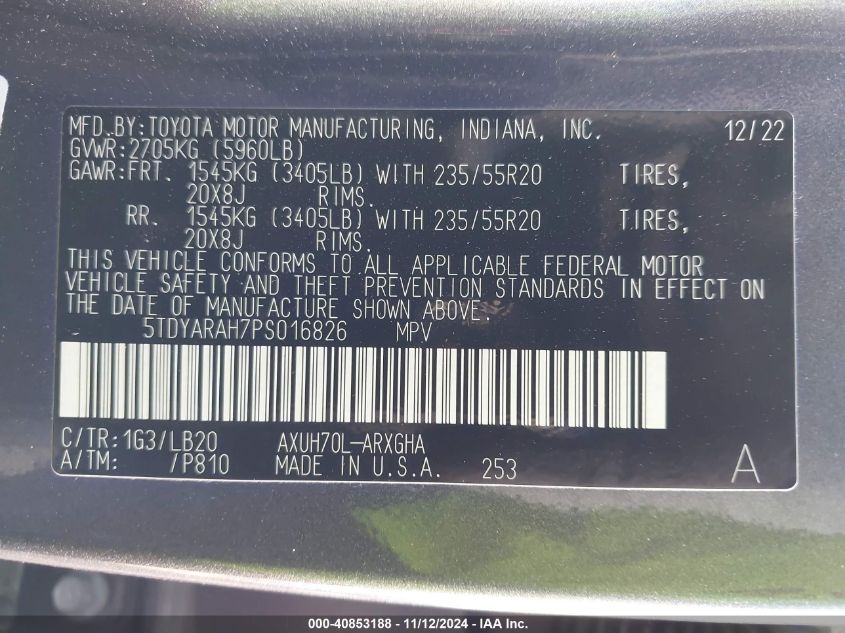 MFD.BY:TOYOTA MOTOR MANUFACTURING, INDIANA, INC. 12/22
GVWR:2705KG (5960LB)
GAWR:FRT. 1545KG (3405LB) WITH 235/55R20 TIRES,
20X8J RIMS.
RR. 1545KG (3405LB) WITH 235/55R20 TIRES,
20X8J RIMS.
THIS VEHICLE CONFORMS TO ALL APPLICABLE FEDERAL MOTOR
VEHICLE SAFETY AND THEFT PREVENTION STANDARDS IN EFFECT ON
THE DATE OF MANUFACTURE SHOWN ABOVE.
5TDYARAH7PS016826 MPV
C/TR:1G3/LB20 AXUH70L-ARXGHA
A/TM: /P810 MADE IN U.S.A. 253 A
000-40853188 - 11/12/2024 - IAA Inc.